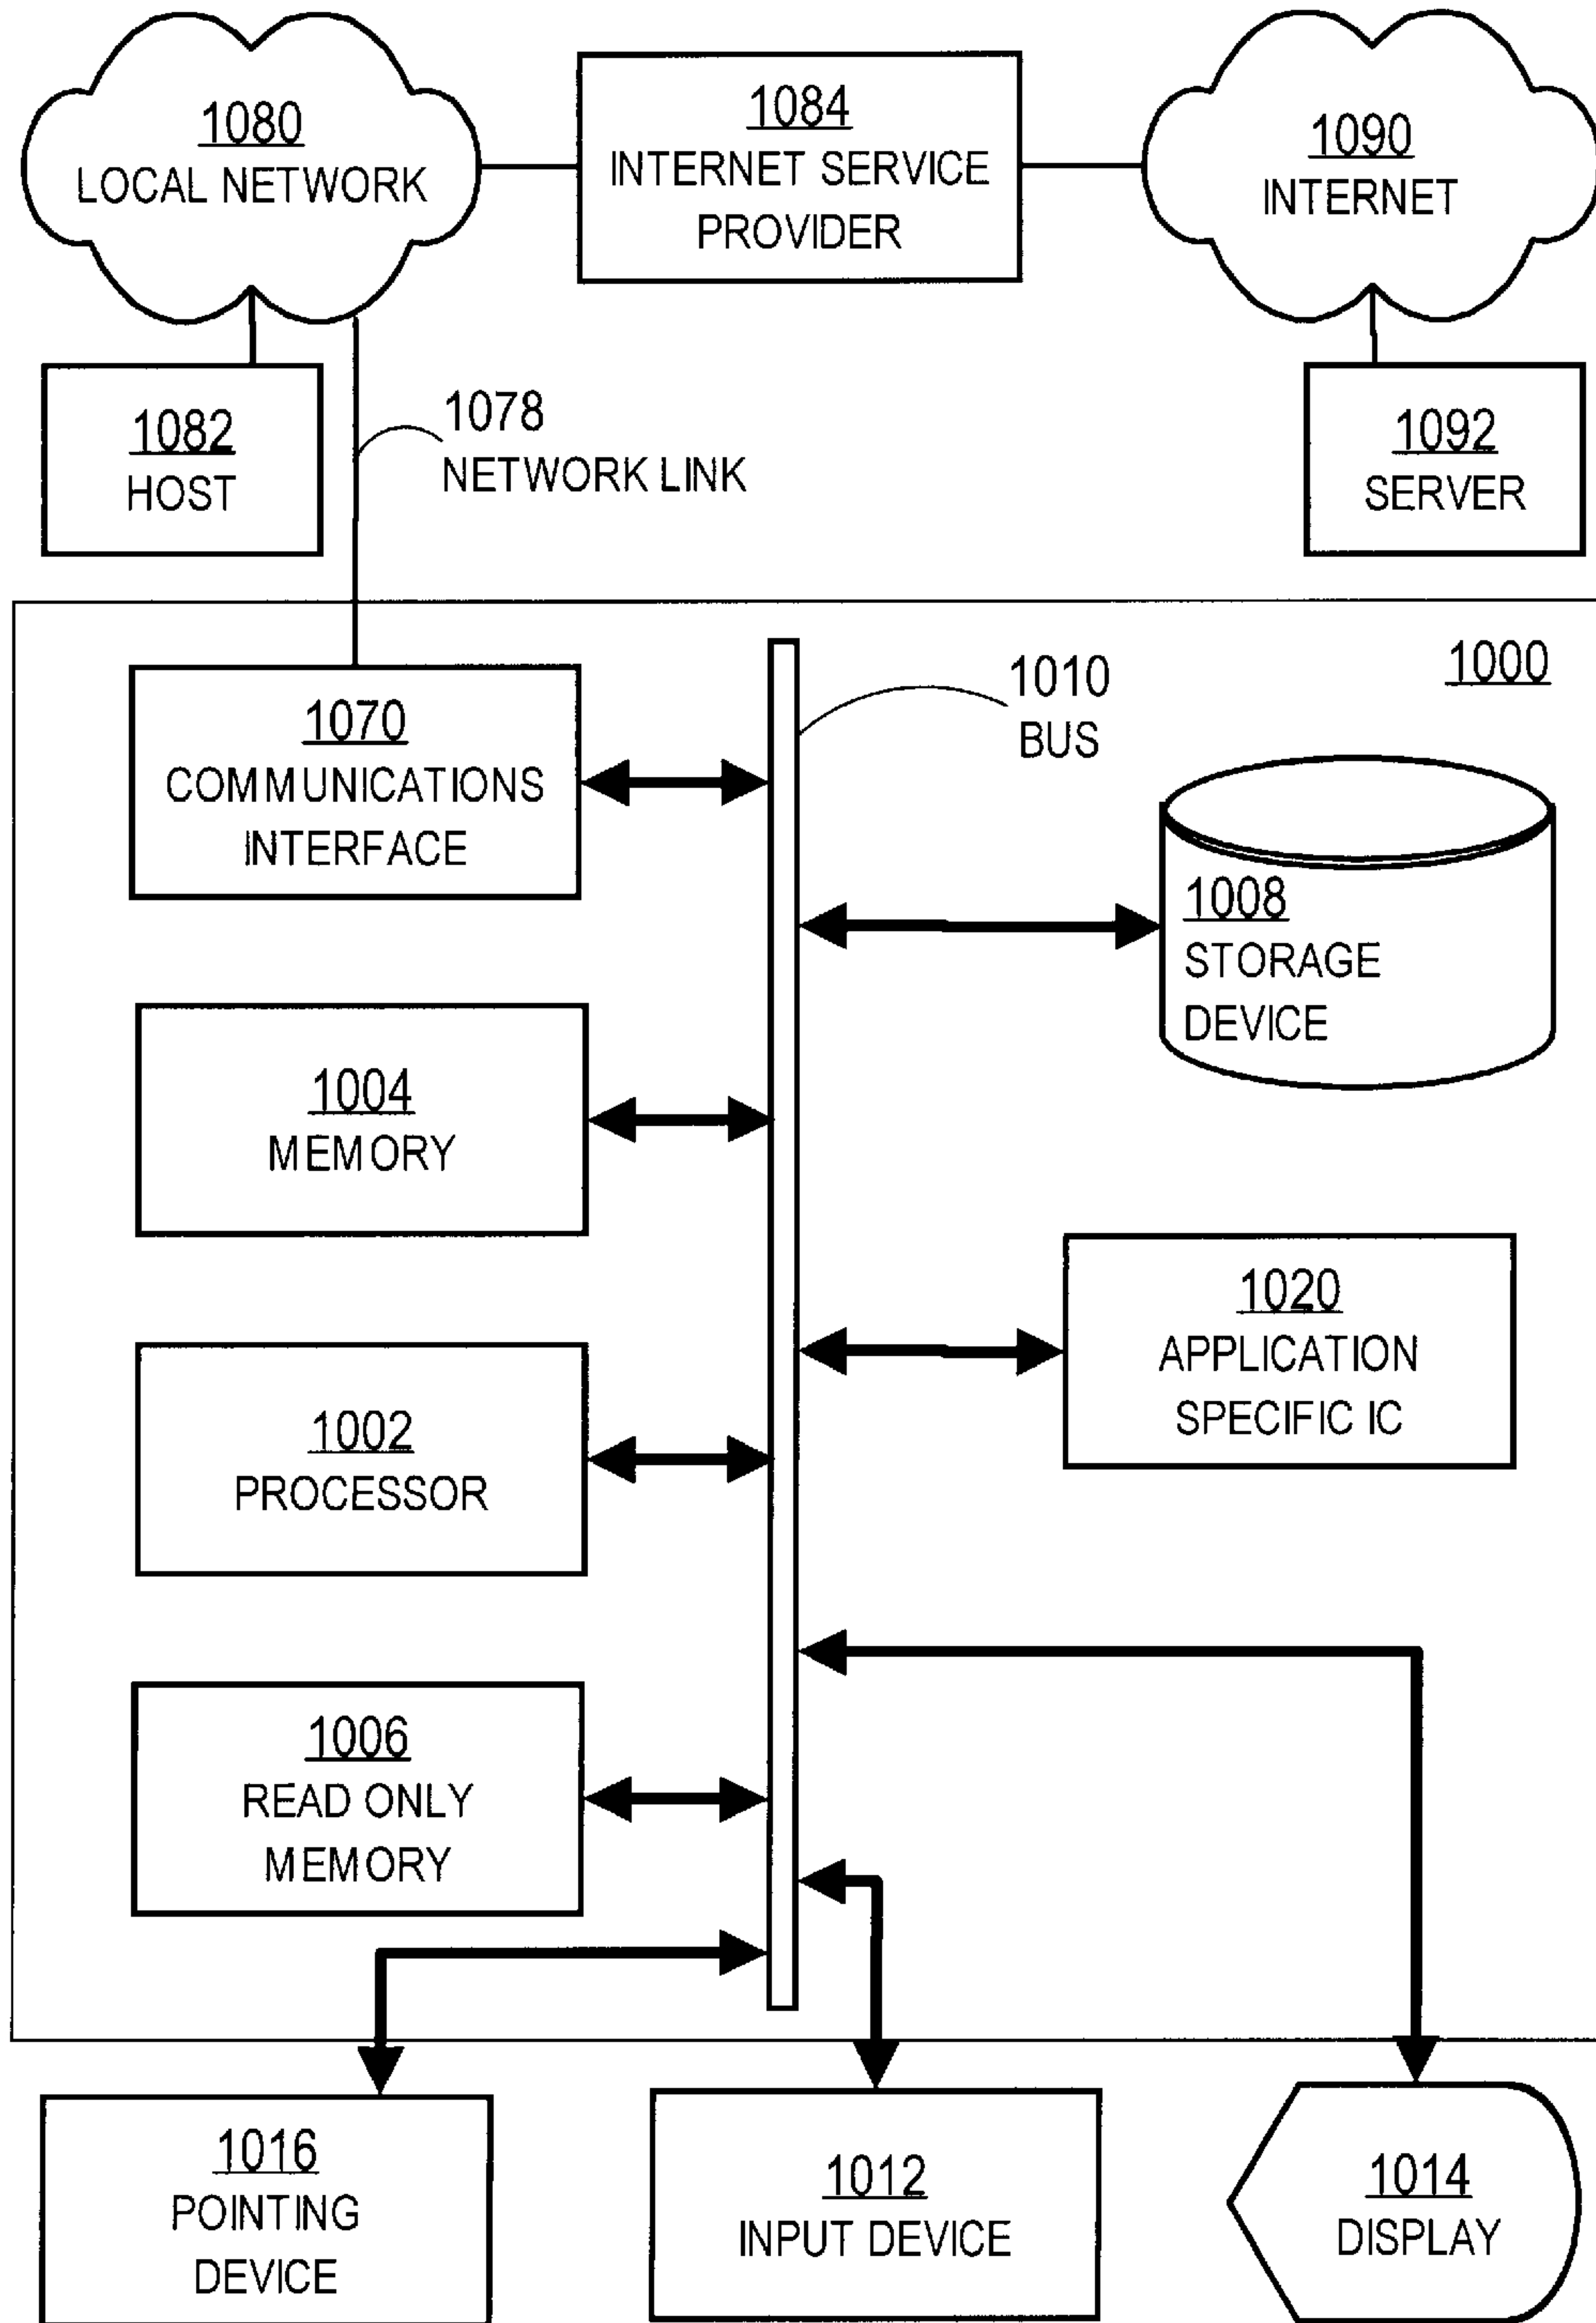 1080
LOCAL NETWORK
1084
INTERNET SERVICE
PROVIDER
1090
INTERNET
1082
HOST
1078
NETWORK LINK
1092
SERVER
1000
1070
COMMUNICATIONS
INTERFACE
1010
BUS
1008
STORAGE
DEVICE
1004
MEMORY
1020
APPLICATION
SPECIFIC IC
1002
PROCESSOR
1006
READ ONLY
MEMORY
1016
POINTING
DEVICE
1012
INPUT DEVICE
1014
DISPLAY